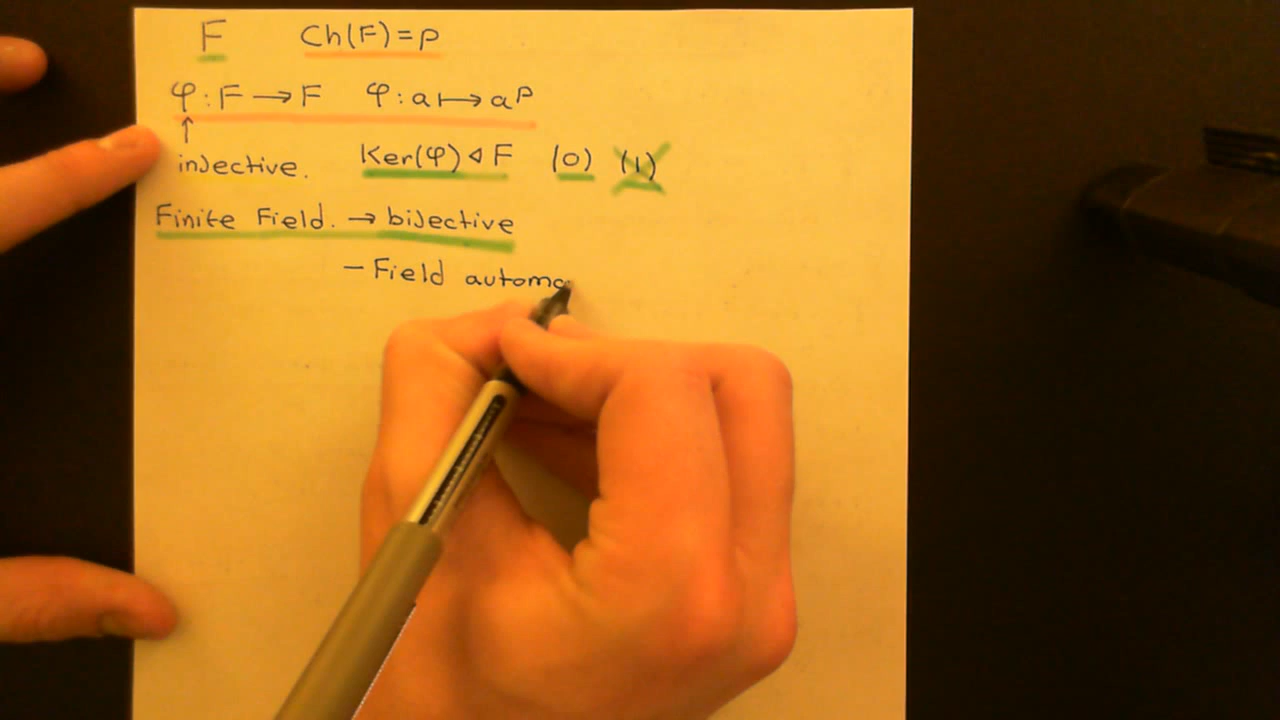 F Ch(F)=p
φ: F → F φ: a ↦ a^p
↑
injective. Ker(φ) ⊲ F (0) (1)
Finite Field. → bijective
– Field automo